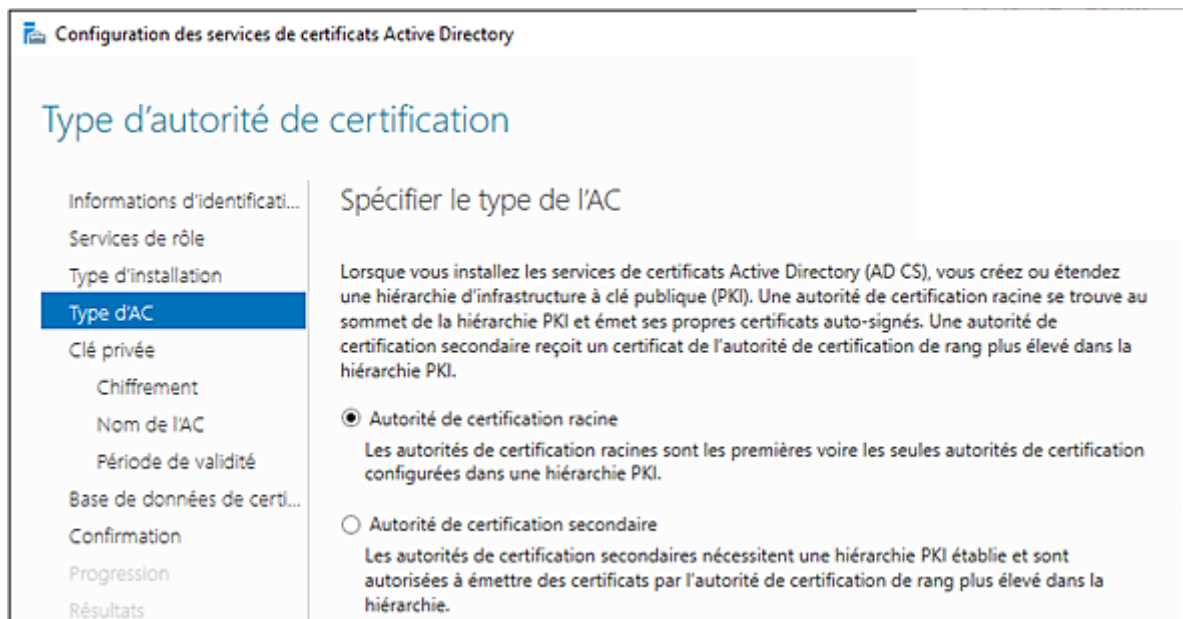 Configuration des services de certificats Active Directory
Type d'autorité de certification
Informations d'identificati...
Services de rôle
Type d'installation
Type d'AC
Clé privée
Chiffrement
Nom de l'AC
Période de validité
Base de données de certi...
Confirmation
Progression
Résultats
Spécifier le type de l'AC
Lorsque vous installez les services de certificats Active Directory (AD CS), vous créez ou étendez
une hiérarchie d'infrastructure à clé publique (PKI). Une autorité de certification racine se trouve au
sommet de la hiérarchie PKI et émet ses propres certificats auto-signés. Une autorité de
certification secondaire reçoit un certificat de l'autorité de certification de rang plus élevé dans la
hiérarchie PKI.
Autorité de certification racine
Les autorités de certification racines sont les premières voire les seules autorités de certification
configurées dans une hiérarchie PKI.
Autorité de certification secondaire
Les autorités de certification secondaires nécessitent une hiérarchie PKI établie et sont
autorisées à émettre des certificats par l'autorité de certification de rang plus élevé dans la
hiérarchie.